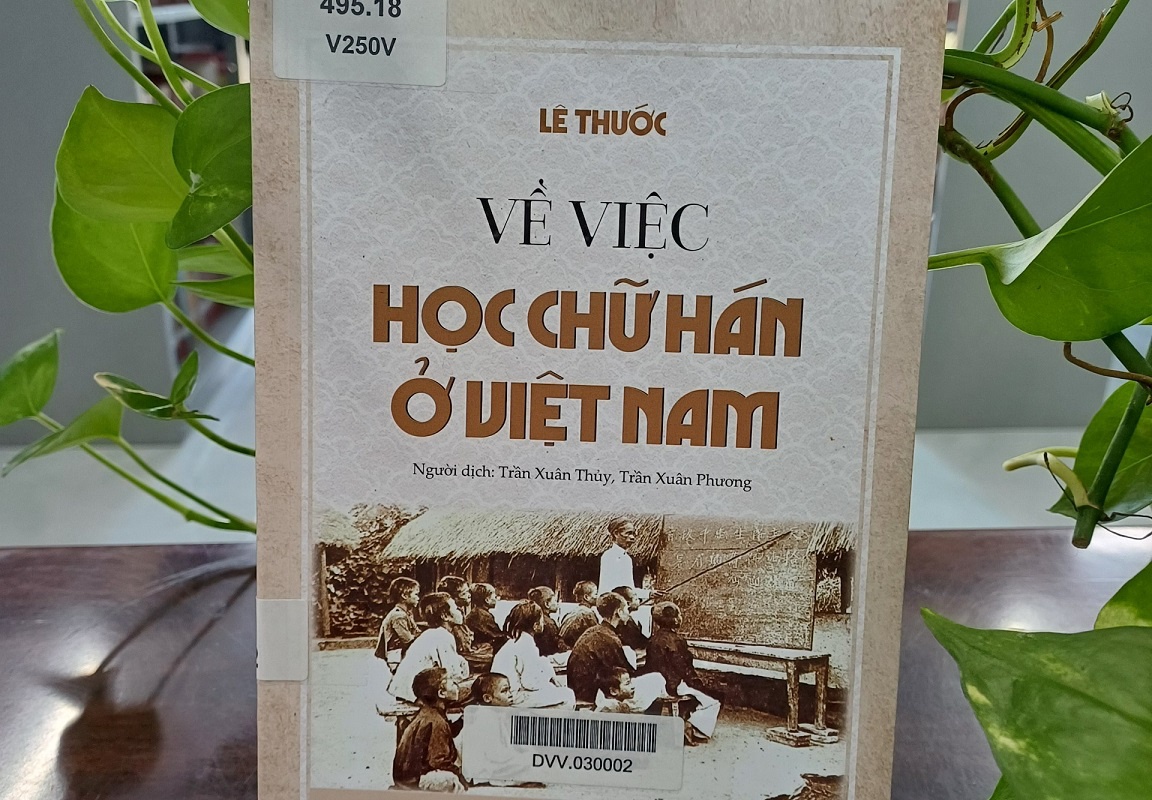 495.18
V250V
LÊ THƯỚC
VỀ VIỆC
HỌC CHỮ HÁN
Ở VIỆT NAM
Người dịch: Trần Xuân Thủy, Trần Xuân Phương
DVV.030002